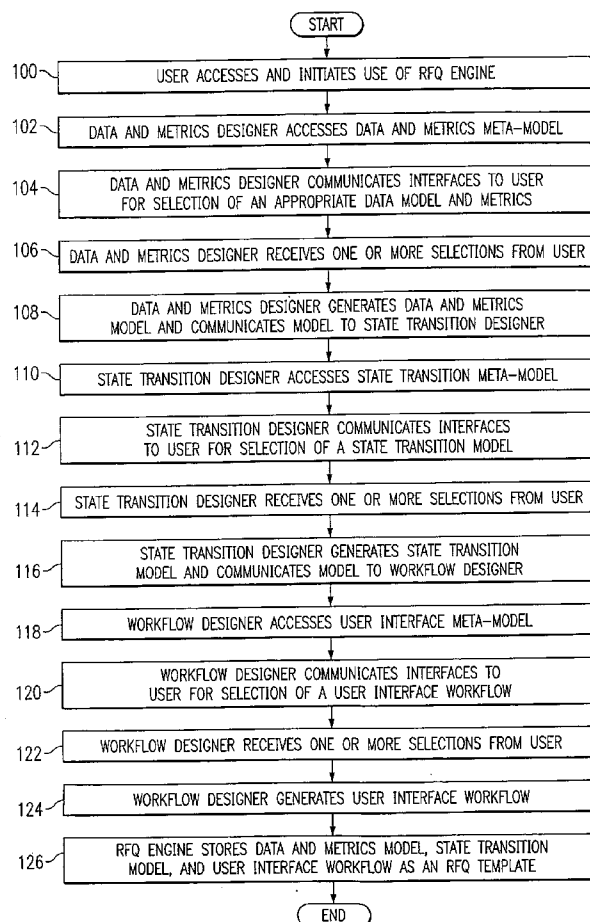 START
100
USER ACCESSES AND INITIATES USE OF RFQ ENGINE
102
DATA AND METRICS DESIGNER ACCESSES DATA AND METRICS META-MODEL
104
DATA AND METRICS DESIGNER COMMUNICATES INTERFACES TO USER
FOR SELECTION OF AN APPROPRIATE DATA MODEL AND METRICS
106
DATA AND METRICS DESIGNER RECEIVES ONE OR MORE SELECTIONS FROM USER
108
DATA AND METRICS DESIGNER GENERATES DATA AND METRICS
MODEL AND COMMUNICATES MODEL TO STATE TRANSITION DESIGNER
110
STATE TRANSITION DESIGNER ACCESSES STATE TRANSITION META-MODEL
112
STATE TRANSITION DESIGNER COMMUNICATES INTERFACES
TO USER FOR SELECTION OF A STATE TRANSITION MODEL
114
STATE TRANSITION DESIGNER RECEIVES ONE OR MORE SELECTIONS FROM USER
116
STATE TRANSITION DESIGNER GENERATES STATE TRANSITION
MODEL AND COMMUNICATES MODEL TO WORKFLOW DESIGNER
118
WORKFLOW DESIGNER ACCESSES USER INTERFACE META-MODEL
120
WORKFLOW DESIGNER COMMUNICATES INTERFACES TO
USER FOR SELECTION OF A USER INTERFACE WORKFLOW
122
WORKFLOW DESIGNER RECEIVES ONE OR MORE SELECTIONS FROM USER
124
WORKFLOW DESIGNER GENERATES USER INTERFACE WORKFLOW
126
RFQ ENGINE STORES DATA AND METRICS MODEL, STATE TRANSITION
MODEL, AND USER INTERFACE WORKFLOW AS AN RFQ TEMPLATE
END